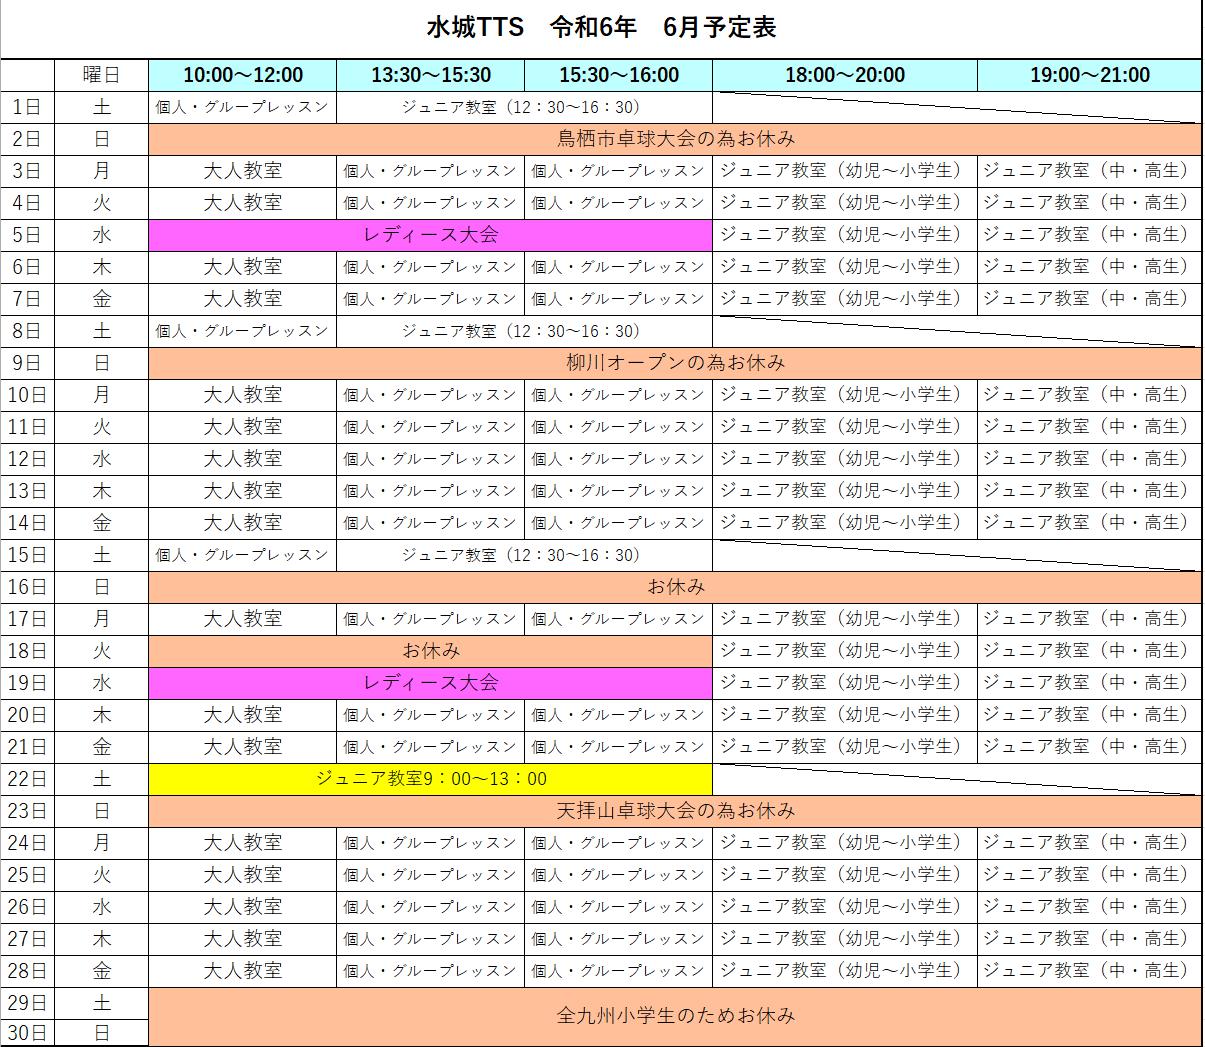 水城TTS　令和6年　6月予定表
曜日 10:00～12:00 13:30～15:30 15:30～16:00 18:00～20:00 19:00～21:00
1日 土 個人・グループレッスン ジュニア教室（12：30～16：30）
2日 日 鳥栖市卓球大会の為お休み
3日 月 大人教室 個人・グループレッスン 個人・グループレッスン ジュニア教室（幼児～小学生） ジュニア教室（中・高生）
4日 火 大人教室 個人・グループレッスン 個人・グループレッスン ジュニア教室（幼児～小学生） ジュニア教室（中・高生）
5日 水 レディース大会 ジュニア教室（幼児～小学生） ジュニア教室（中・高生）
6日 木 大人教室 個人・グループレッスン 個人・グループレッスン ジュニア教室（幼児～小学生） ジュニア教室（中・高生）
7日 金 大人教室 個人・グループレッスン 個人・グループレッスン ジュニア教室（幼児～小学生） ジュニア教室（中・高生）
8日 土 個人・グループレッスン ジュニア教室（12：30～16：30）
9日 日 柳川オープンの為お休み
10日 月 大人教室 個人・グループレッスン 個人・グループレッスン ジュニア教室（幼児～小学生） ジュニア教室（中・高生）
11日 火 大人教室 個人・グループレッスン 個人・グループレッスン ジュニア教室（幼児～小学生） ジュニア教室（中・高生）
12日 水 大人教室 個人・グループレッスン 個人・グループレッスン ジュニア教室（幼児～小学生） ジュニア教室（中・高生）
13日 木 大人教室 個人・グループレッスン 個人・グループレッスン ジュニア教室（幼児～小学生） ジュニア教室（中・高生）
14日 金 大人教室 個人・グループレッスン 個人・グループレッスン ジュニア教室（幼児～小学生） ジュニア教室（中・高生）
15日 土 個人・グループレッスン ジュニア教室（12：30～16：30）
16日 日 お休み
17日 月 大人教室 個人・グループレッスン 個人・グループレッスン ジュニア教室（幼児～小学生） ジュニア教室（中・高生）
18日 火 お休み ジュニア教室（幼児～小学生） ジュニア教室（中・高生）
19日 水 レディース大会 ジュニア教室（幼児～小学生） ジュニア教室（中・高生）
20日 木 大人教室 個人・グループレッスン 個人・グループレッスン ジュニア教室（幼児～小学生） ジュニア教室（中・高生）
21日 金 大人教室 個人・グループレッスン 個人・グループレッスン ジュニア教室（幼児～小学生） ジュニア教室（中・高生）
22日 土 ジュニア教室9：00～13：00
23日 日 天拝山卓球大会の為お休み
24日 月 大人教室 個人・グループレッスン 個人・グループレッスン ジュニア教室（幼児～小学生） ジュニア教室（中・高生）
25日 火 大人教室 個人・グループレッスン 個人・グループレッスン ジュニア教室（幼児～小学生） ジュニア教室（中・高生）
26日 水 大人教室 個人・グループレッスン 個人・グループレッスン ジュニア教室（幼児～小学生） ジュニア教室（中・高生）
27日 木 大人教室 個人・グループレッスン 個人・グループレッスン ジュニア教室（幼児～小学生） ジュニア教室（中・高生）
28日 金 大人教室 個人・グループレッスン 個人・グループレッスン ジュニア教室（幼児～小学生） ジュニア教室（中・高生）
29日 土
全九州小学生のためお休み
30日 日